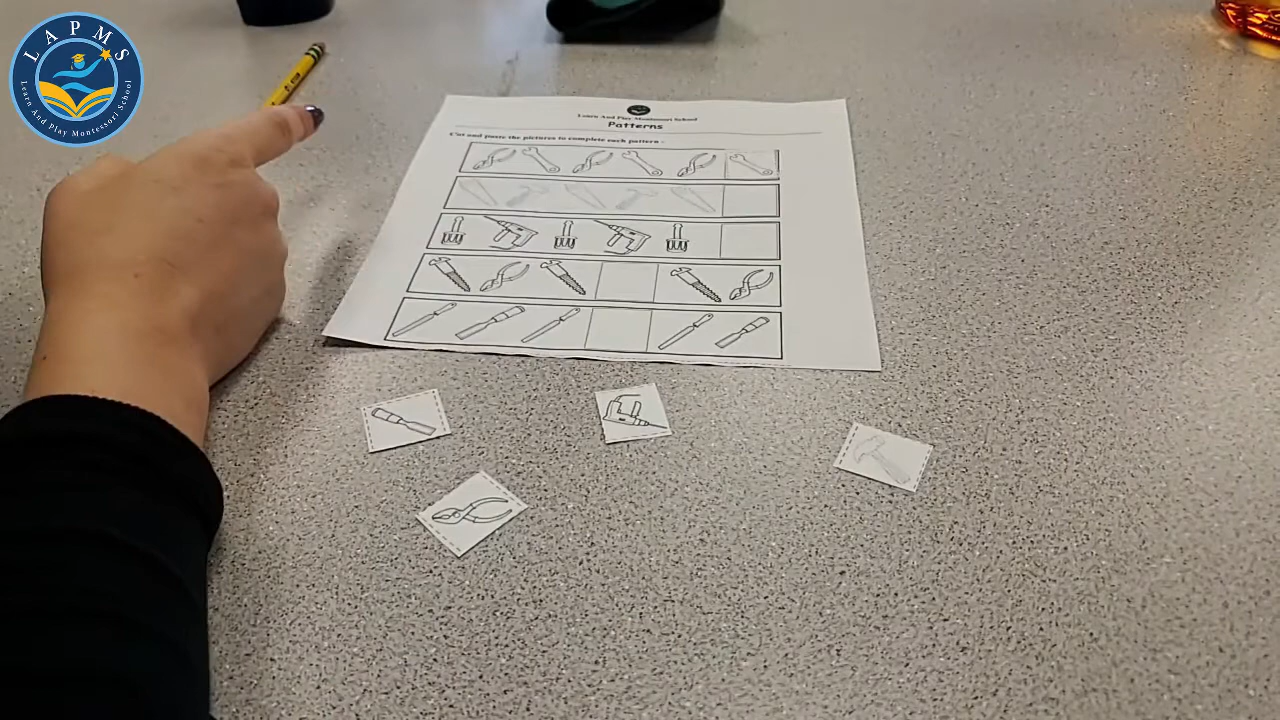 LAPMS
Learn And Play Montessori School
Learn And Play Montessori School
Patterns
Cut and paste the pictures to complete each pattern -